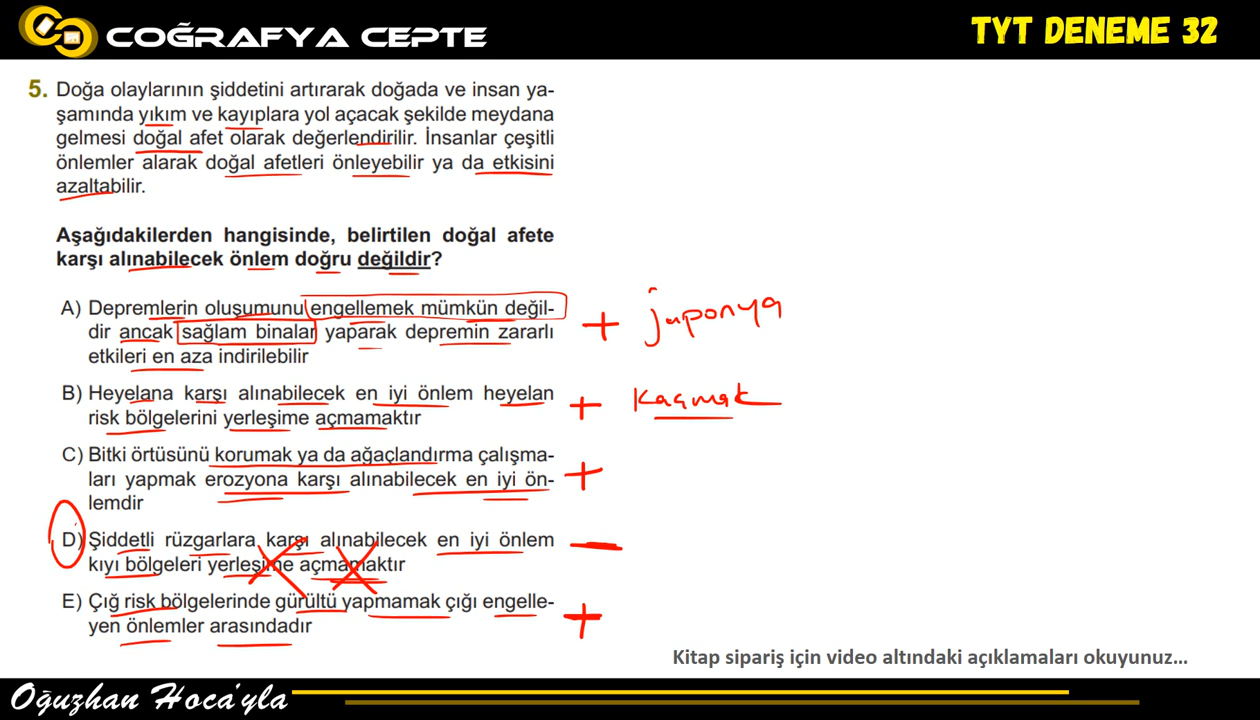 COĞRAFYA CEPTE
TYT DENEME 32
5. Doğa olaylarının şiddetini artırarak doğada ve insan ya-
şamında yıkım ve kayıplara yol açacak şekilde meydana
gelmesi doğal afet olarak değerlendirilir. İnsanlar çeşitli
önlemler alarak doğal afetleri önleyebilir ya da etkisini
azaltabilir.
Aşağıdakilerden hangisinde, belirtilen doğal afete
karşı alınabilecek önlem doğru değildir?
A) Depremlerin oluşumunu engellemek mümkün değil-
dir ancak sağlam binalar yaparak depremin zararlı
etkileri en aza indirilebilir
+ japonya
B) Heyelana karşı alınabilecek en iyi önlem heyelan
risk bölgelerini yerleşime açmamaktır
+ kaçmak
C) Bitki örtüsünü korumak ya da ağaçlandırma çalışma-
ları yapmak erozyona karşı alınabilecek en iyi ön-
lemdir
+
D) Şiddetli rüzgarlara karşı alınabilecek en iyi önlem
kıyı bölgeleri yerleşime açmamaktır
-
E) Çığ risk bölgelerinde gürültü yapmamak çığı engelle-
yen önlemler arasındadır
+
Kitap sipariş için video altındaki açıklamaları okuyunuz...
Oğuzhan Hoca'yla